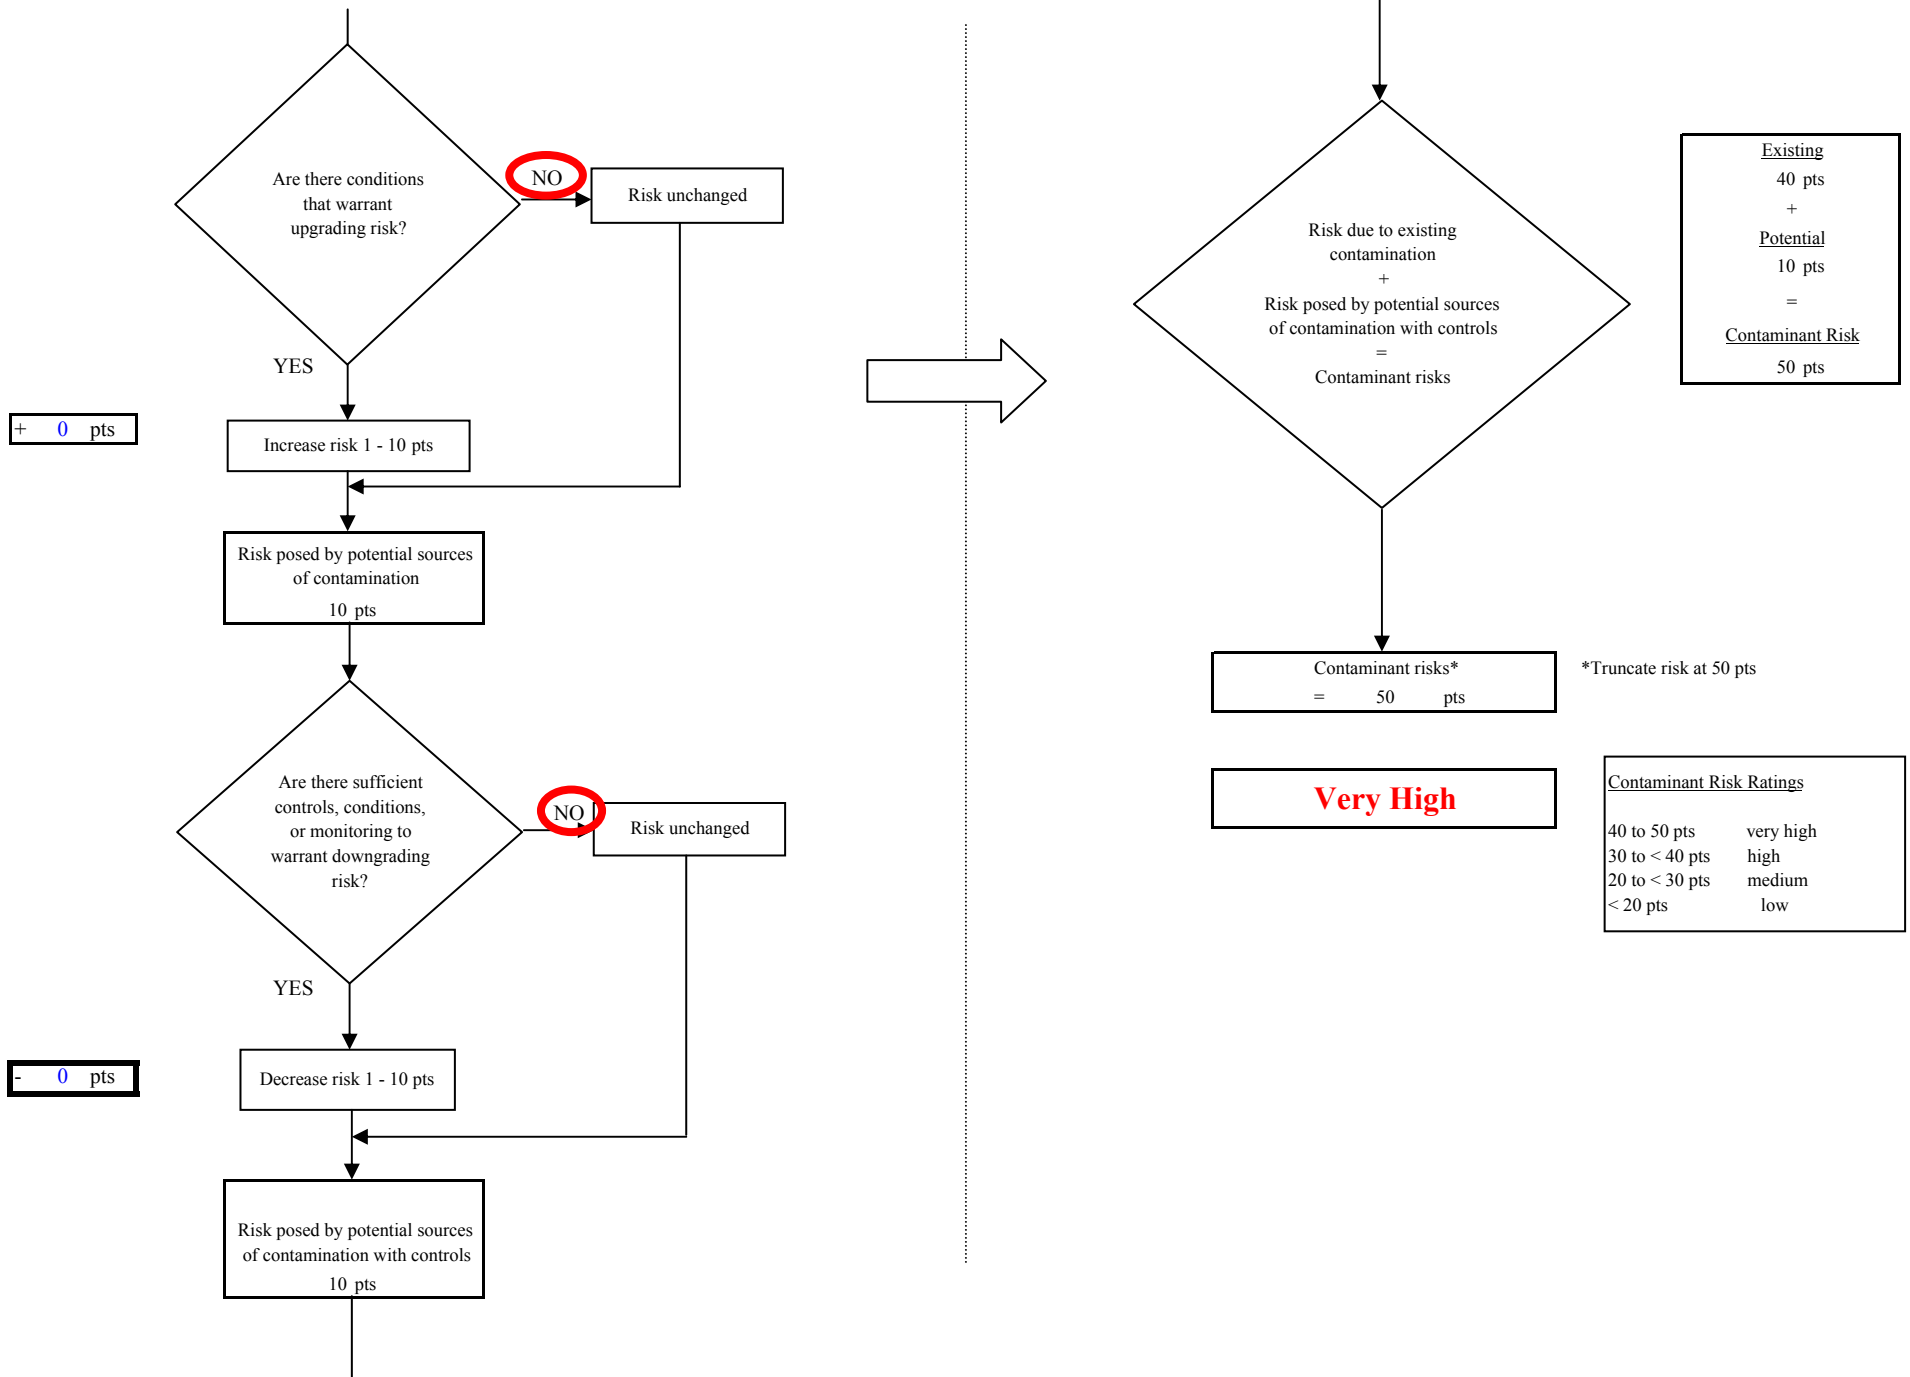 Are there conditions
that warrant
upgrading risk?
NO
Risk unchanged
YES
+ 0 pts
Increase risk 1 - 10 pts
Risk posed by potential sources
of contamination
10 pts
Are there sufficient
controls, conditions,
or monitoring to
warrant downgrading
risk?
NO
Risk unchanged
YES
- 0 pts
Decrease risk 1 - 10 pts
Risk posed by potential sources
of contamination with controls
10 pts
Risk due to existing
contamination
+
Risk posed by potential sources
of contamination with controls
=
Contaminant risks
Existing
40 pts
+
Potential
10 pts
=
Contaminant Risk
50 pts
Contaminant risks*
= 50 pts
*Truncate risk at 50 pts
Very High
Contaminant Risk Ratings
40 to 50 pts very high
30 to < 40 pts high
20 to < 30 pts medium
< 20 pts low